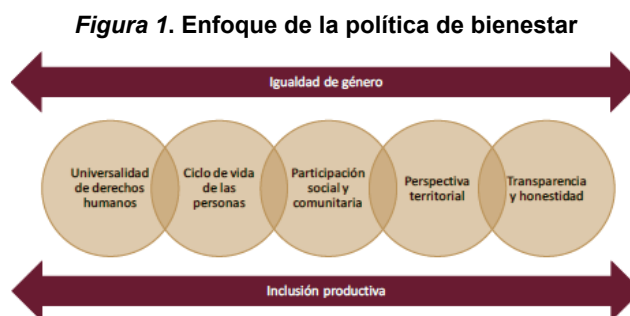 Figura 1. Enfoque de la política de bienestar
Igualdad de género
Universalidad
de derechos
humanos
Ciclo de vida
de las
personas
Participación
social y
comunitaria
Perspectiva
territorial
Transparencia
y honestidad
Inclusión productiva